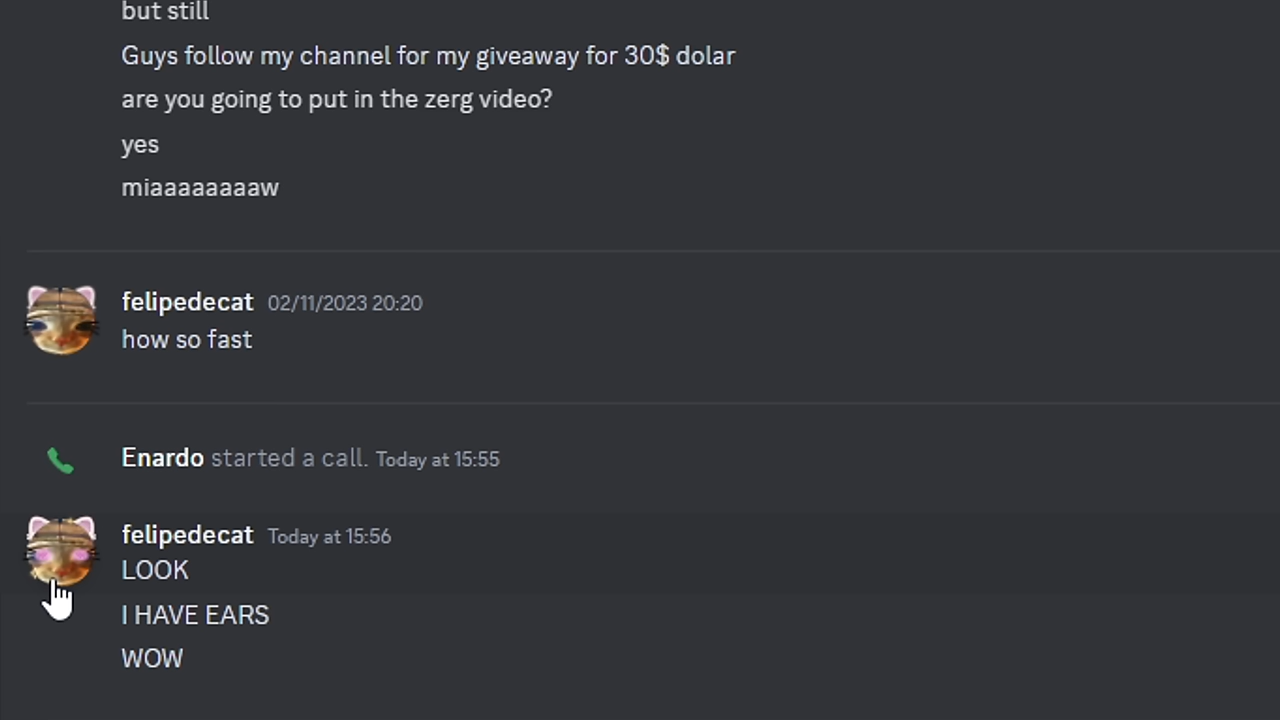 but still
Guys follow my channel for my giveaway for 30$ dolar
are you going to put in the zerg video?
yes
miaaaaaaaaw
felipedecat 02/11/2023 20:20
how so fast
Enardo started a call. Today at 15:55
felipedecat Today at 15:56
LOOK
I HAVE EARS
WOW